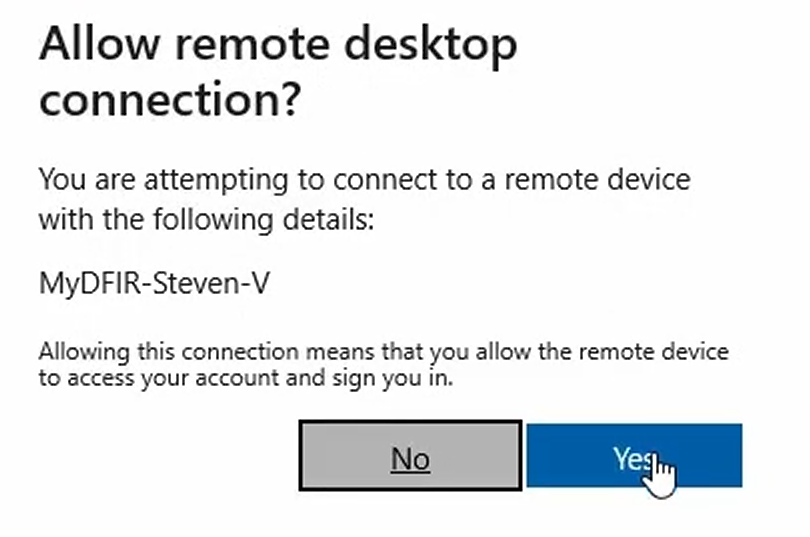 Allow remote desktop
connection?
You are attempting to connect to a remote device
with the following details:
MyDFIR-Steven-V
Allowing this connection means that you allow the remote device
to access your account and sign you in.
No
Yes